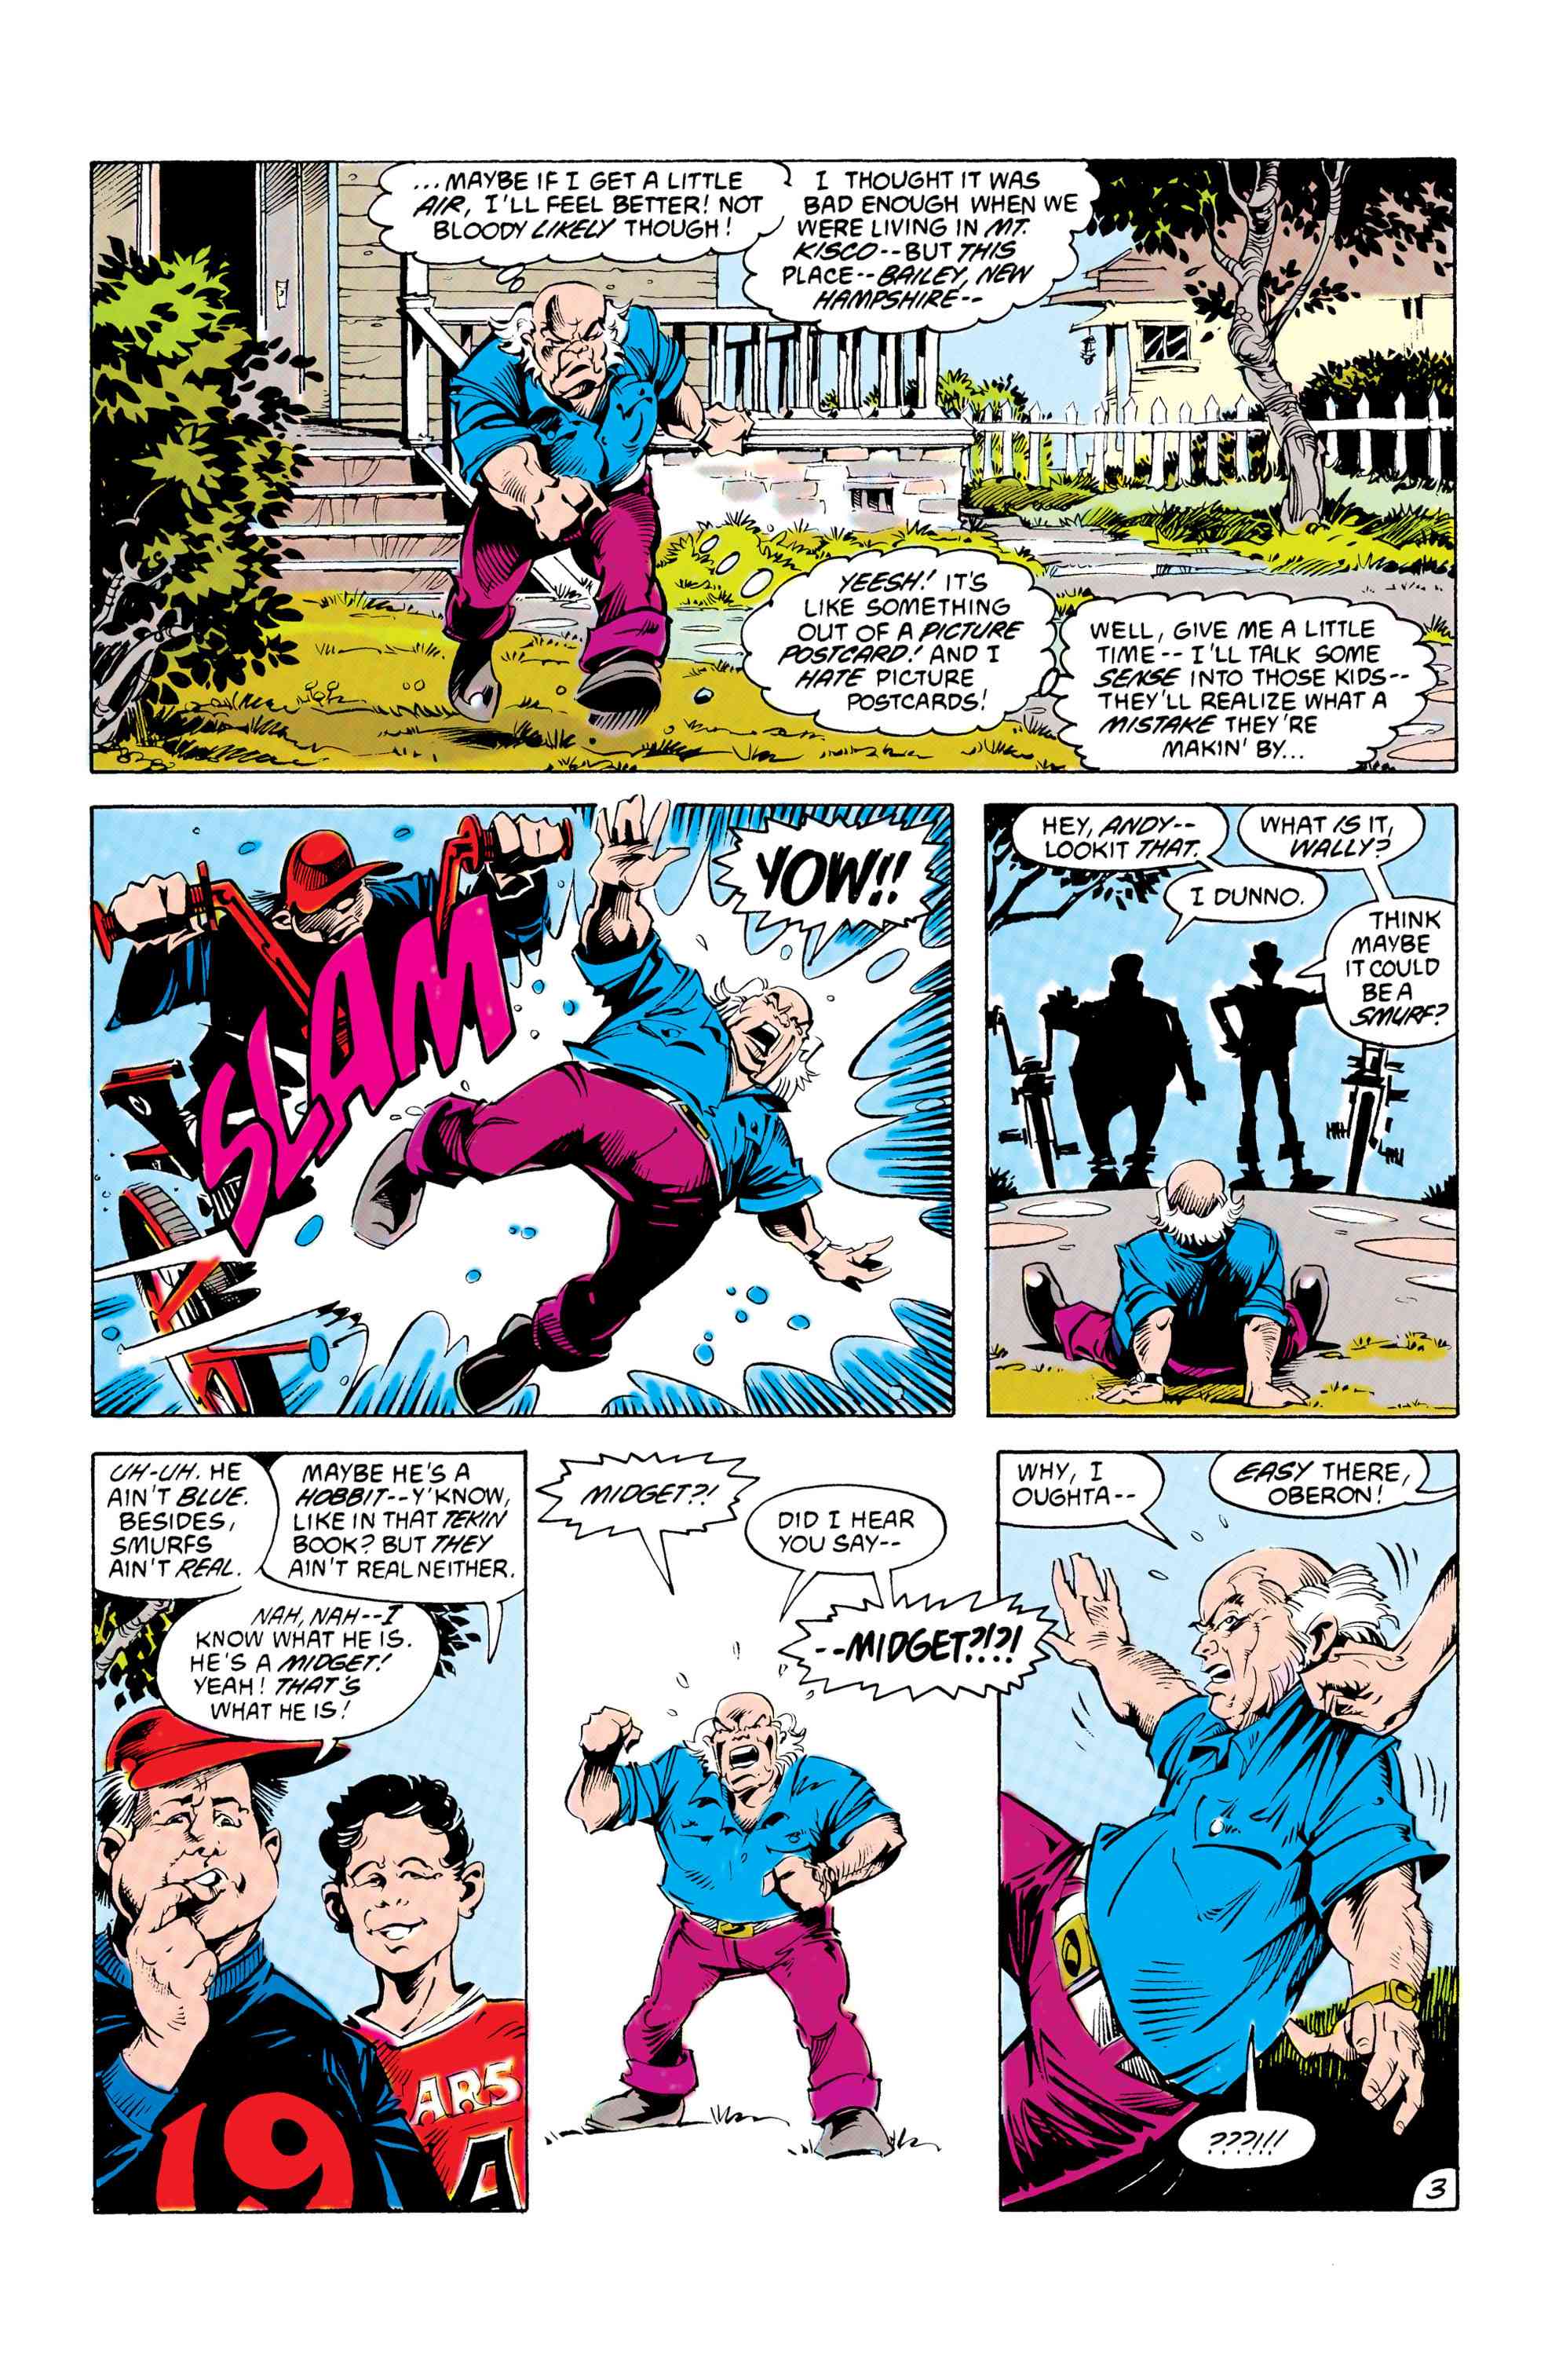 ...MAYBE IF I GET A LITTLE
AIR, I'LL FEEL BETTER! NOT
BLOODY LIKELY THOUGH!
I THOUGHT IT WAS
BAD ENOUGH WHEN WE
WERE LIVING IN MT.
KISCO--BUT THIS
PLACE--BAILEY, NEW
HAMPSHIRE--
YEESH! IT'S
LIKE SOMETHING
OUT OF A PICTURE
POSTCARD! AND I
HATE PICTURE
POSTCARDS!
WELL, GIVE ME A LITTLE
TIME--I'LL TALK SOME
SENSE INTO THOSE KIDS--
THEY'LL REALIZE WHAT A
MISTAKE THEY'RE
MAKIN' BY...
SLAM
YOW!!
HEY, ANDY--
LOOKIT THAT.
WHAT IS IT,
WALLY?
I DUNNO.
THINK
MAYBE
IT COULD
BE A
SMURF?
UH-UH. HE
AIN'T BLUE.
BESIDES,
SMURFS
AIN'T REAL.
MAYBE HE'S A
HOBBIT--Y'KNOW,
LIKE IN THAT TEKIN
BOOK? BUT THEY
AIN'T REAL NEITHER.
NAH, NAH--I
KNOW WHAT HE IS.
HE'S A MIDGET!
YEAH! THAT'S
WHAT HE IS!
19
ARS
MIDGET?!
DID I HEAR
YOU SAY--
--MIDGET?!?!
WHY, I
OUGHTA--
EASY THERE,
OBERON!
???!!!
3